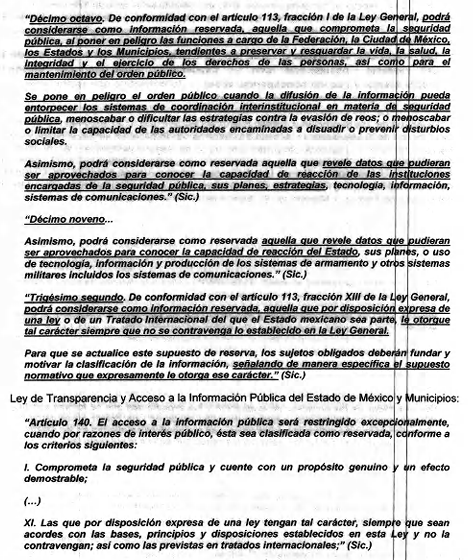 "Décimo octavo. De conformidad con el artículo 113, fracción I de la Ley General, podrá
considerarse como información reservada, aquella que comprometa la seguridad
pública, al poner en peligro las funciones a cargo de la Federación, la Ciudad de México,
los Estados y los Municipios, tendientes a preservar y resguardar la vida, la salud, la
integridad y el ejercicio de los derechos de las personas, así como para el
mantenimiento del orden público.
Se pone en peligro el orden público cuando la difusión de la información pueda
entorpecer los sistemas de coordinación interinstitucional en materia de seguridad
pública, menoscabar o dificultar las estrategias contra la evasión de reos; o menoscabar
o limitar la capacidad de las autoridades encaminadas a disuadir o prevenir disturbios
sociales.
Asimismo, podrá considerarse como reservada aquella que revele datos que pudieran
ser aprovechados para conocer la capacidad de reacción de las instituciones
encargadas de la seguridad pública, sus planes, estrategias, tecnología, información,
sistemas de comunicaciones." (Sic.)
"Décimo noveno...
Asimismo, podrá considerarse como reservada aquella que revele datos que pudieran
ser aprovechados para conocer la capacidad de reacción del Estado, sus planes, o uso
de tecnología, información y producción de los sistemas de armamento y otros sistemas
militares incluidos los sistemas de comunicaciones." (Sic.)
"Trigésimo segundo. De conformidad con el artículo 113, fracción XIII de la Ley General,
podrá considerarse como información reservada, aquella que por disposición expresa de
una ley o de un Tratado Internacional del que el Estado mexicano sea parte, le otorgue
tal carácter siempre que no se contravenga lo establecido en la Ley General.
Para que se actualice este supuesto de reserva, los sujetos obligados deberán fundar y
motivar la clasificación de la información, señalando de manera específica el supuesto
normativo que expresamente le otorga ese carácter." (Sic.)
Ley de Transparencia y Acceso a la Información Pública del Estado de México y Municipios:
"Artículo 140. El acceso a la información pública será restringido excepcionalmente,
cuando por razones de interés público, ésta sea clasificada como reservada, conforme a
los criterios siguientes:
I. Comprometa la seguridad pública y cuente con un propósito genuino y un efecto
demostrable;
(...)
XI. Las que por disposición expresa de una ley tengan tal carácter, siempre que sean
acordes con las bases, principios y disposiciones establecidos en esta Ley y no la
contravengan; así como las previstas en tratados internacionales;" (Sic.)